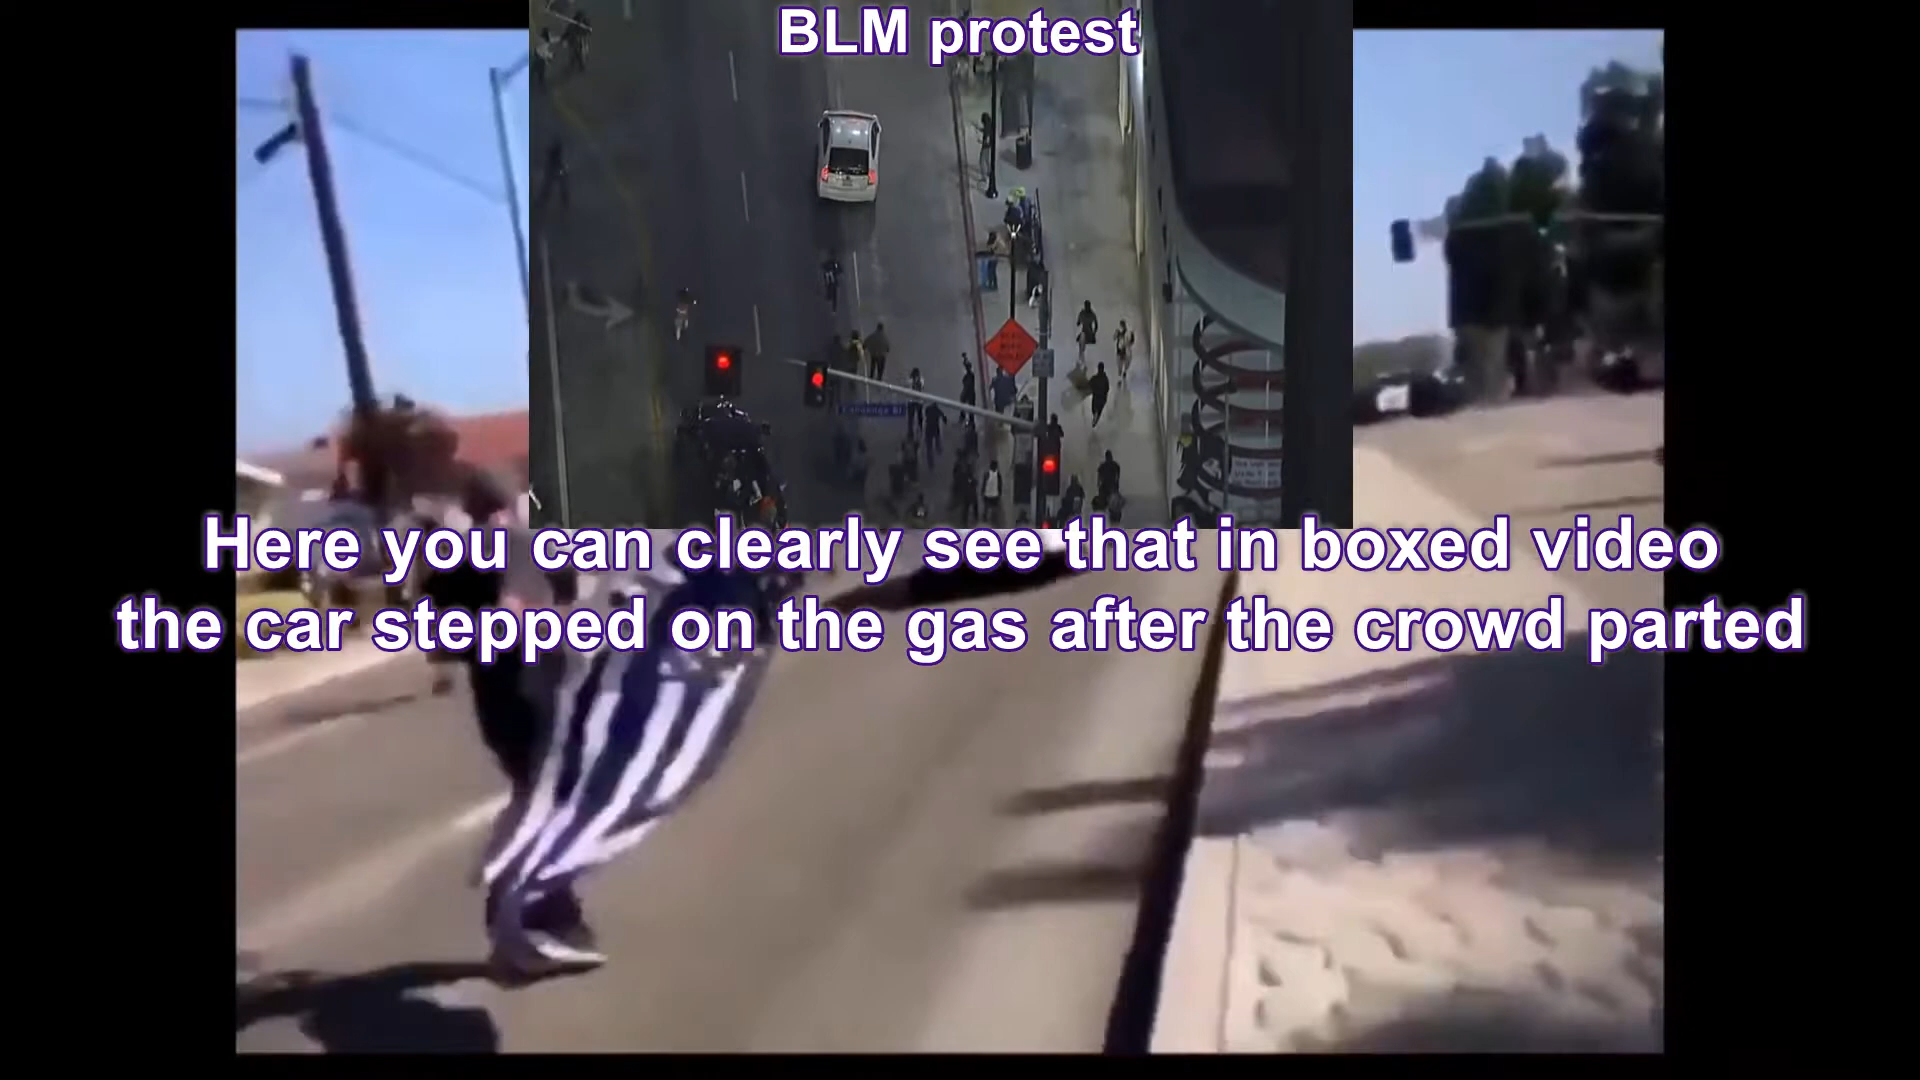 BLM protest
Here you can clearly see that in boxed video
the car stepped on the gas after the crowd parted